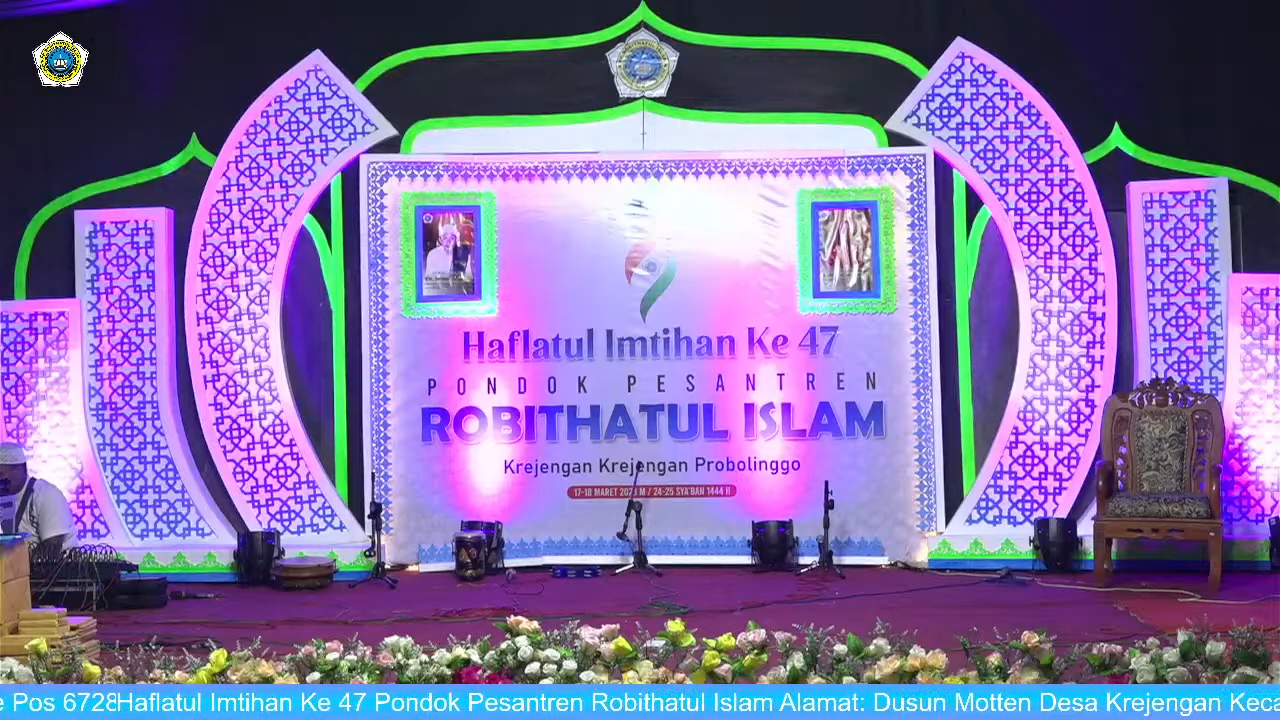 Haflatul Imtihan Ke 47
PONDOK PESANTREN
ROBITHATUL ISLAM
Krejengan Krejengan Probolinggo
17-18 MARET 2023 M / 24-25 SYA'BAN 1444 H
e Pos 6728Haflatul Imtihan Ke 47 Pondok Pesantren Robithatul Islam Alamat: Dusun Motten Desa Krejengan Keca